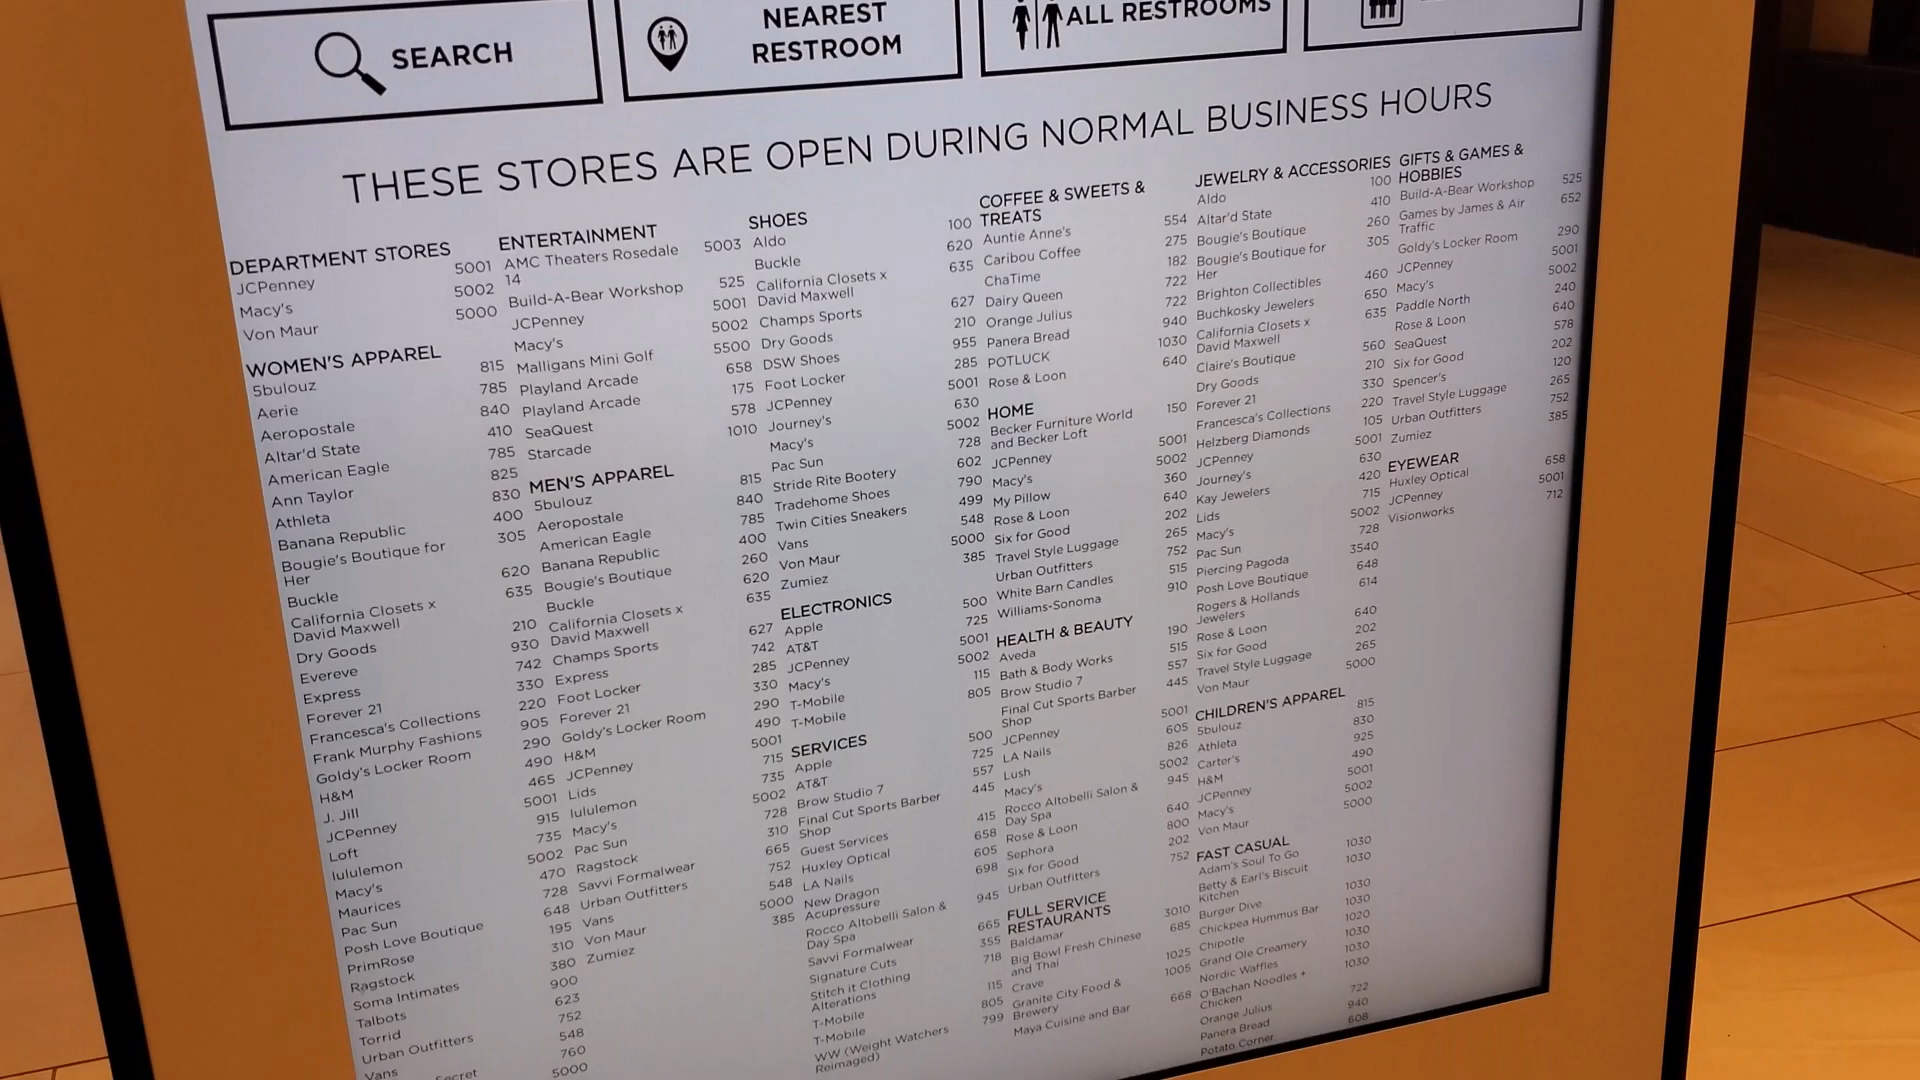 SEARCH
NEAREST
RESTROOM
ALL RESTROOMS
THESE STORES ARE OPEN DURING NORMAL BUSINESS HOURS
DEPARTMENT STORES
JCPenney 5001
Macy's 5002
Von Maur 5000
WOMEN'S APPAREL
5bulouz 815
Aerie 785
Aeropostale 840
Altar'd State 410
American Eagle 785
Ann Taylor 825
Athleta 830
Banana Republic 400
Bougie's Boutique for 305
Her
Buckle 620
California Closets x 635
David Maxwell
Dry Goods 210
Evereve 930
Express 742
Forever 21 330
Francesca's Collections 220
Frank Murphy Fashions 905
Goldy's Locker Room 290
H&M 490
J. Jill 465
JCPenney 5001
Loft 915
lululemon 735
Macy's 5002
Maurices 470
Pac Sun 728
Posh Love Boutique 648
PrimRose 195
Ragstock 310
Soma Intimates 380
Talbots 900
Torrid 623
Urban Outfitters 752
Vans 548
760
5000
ENTERTAINMENT
AMC Theaters Rosedale 5003
14
Build-A-Bear Workshop 525
JCPenney 5001
Macy's 5002
Malligans Mini Golf 5500
Playland Arcade 658
Playland Arcade 175
SeaQuest 578
Starcade 1010
MEN'S APPAREL
5bulouz 815
Aeropostale 840
American Eagle 785
Banana Republic 400
Bougie's Boutique 260
Buckle 620
California Closets x 635
David Maxwell
Champs Sports 627
Express 742
Foot Locker 285
Forever 21 330
Goldy's Locker Room 290
H&M 490
JCPenney 5001
Lids 715
lululemon 735
Macy's 5002
Pac Sun 728
Ragstock 310
Savvi Formalwear 665
Urban Outfitters 752
Vans 548
Von Maur 5000
Zumiez 385
SHOES
Aldo 100
Buckle 620
California Closets x 635
David Maxwell
Champs Sports 627
Dry Goods 210
DSW Shoes 955
Foot Locker 285
JCPenney 5001
Journey's 630
Macy's 5002
Pac Sun 728
Stride Rite Bootery 602
Tradehome Shoes 790
Twin Cities Sneakers 499
Vans 548
Von Maur 5000
Zumiez 385
ELECTRONICS
Apple 500
AT&T 725
JCPenney 5001
Macy's 5002
T-Mobile 115
T-Mobile 805
SERVICES
Apple 500
AT&T 725
Brow Studio 7 557
Final Cut Sports Barber 445
Shop
Guest Services 415
Huxley Optical 658
LA Nails 605
New Dragon 698
Acupressure
Rocco Altobelli Salon & 945
Day Spa
Savvi Formalwear 665
Signature Cuts 355
Stitch it Clothing 718
Alterations
T-Mobile 115
T-Mobile 805
WW (Weight Watchers 799
Reimaged)
COFFEE & SWEETS &
TREATS
Auntie Anne's 554
Caribou Coffee 275
ChaTime 182
Dairy Queen 722
Orange Julius 722
Panera Bread 940
POTLUCK 1030
Rose & Loon 640
HOME
Becker Furniture World 150
and Becker Loft
JCPenney 5001
Macy's 5002
My Pillow 360
Rose & Loon 640
Six for Good 202
Travel Style Luggage 265
Urban Outfitters 752
White Barn Candles 515
Williams-Sonoma 910
HEALTH & BEAUTY
Aveda 190
Bath & Body Works 515
Brow Studio 7 557
Final Cut Sports Barber 445
Shop
JCPenney 5001
LA Nails 605
Lush 826
Macy's 5002
Rocco Altobelli Salon & 945
Day Spa
Rose & Loon 640
Sephora 800
Six for Good 202
Urban Outfitters 752
FULL SERVICE
RESTAURANTS
Baldamar 3010
Big Bowl Fresh Chinese 685
and Thai
Crave 1025
Granite City Food & 1005
Brewery
Maya Cuisine and Bar 668
JEWELRY & ACCESSORIES
Aldo 100
Altar'd State 410
Bougie's Boutique 260
Bougie's Boutique for 305
Her
Brighton Collectibles 460
Buchkosky Jewelers 650
California Closets x 635
David Maxwell
Claire's Boutique 560
Dry Goods 210
Forever 21 330
Francesca's Collections 220
Helzberg Diamonds 105
JCPenney 5001
Journey's 630
Kay Jewelers 420
Lids 715
Macy's 5002
Pac Sun 728
Piercing Pagoda 3540
Posh Love Boutique 648
Rogers & Hollands 614
Jewelers
Rose & Loon 640
Six for Good 202
Travel Style Luggage 265
Von Maur 5000
CHILDREN'S APPAREL
5bulouz 815
Athleta 830
Carter's 925
H&M 490
JCPenney 5001
Macy's 5002
Von Maur 5000
FAST CASUAL
Adam's Soul To Go 1030
Betty & Earl's Biscuit 1030
Kitchen
Burger Dive 1030
Chickpea Hummus Bar 1030
Chipotle 1020
Grand Ole Creamery 1030
Nordic Waffles 1030
O'Bachan Noodles + 1030
Chicken
Orange Julius 722
Panera Bread 940
Potato Corner 608
GIFTS & GAMES &
HOBBIES
Build-A-Bear Workshop 525
Games by James & Air 652
Traffic
Goldy's Locker Room 290
JCPenney 5001
Macy's 5002
Paddle North 240
Rose & Loon 640
SeaQuest 578
Six for Good 202
Spencer's 120
Travel Style Luggage 265
Urban Outfitters 752
Zumiez 385
EYEWEAR
Huxley Optical 658
JCPenney 5001
Visionworks 712